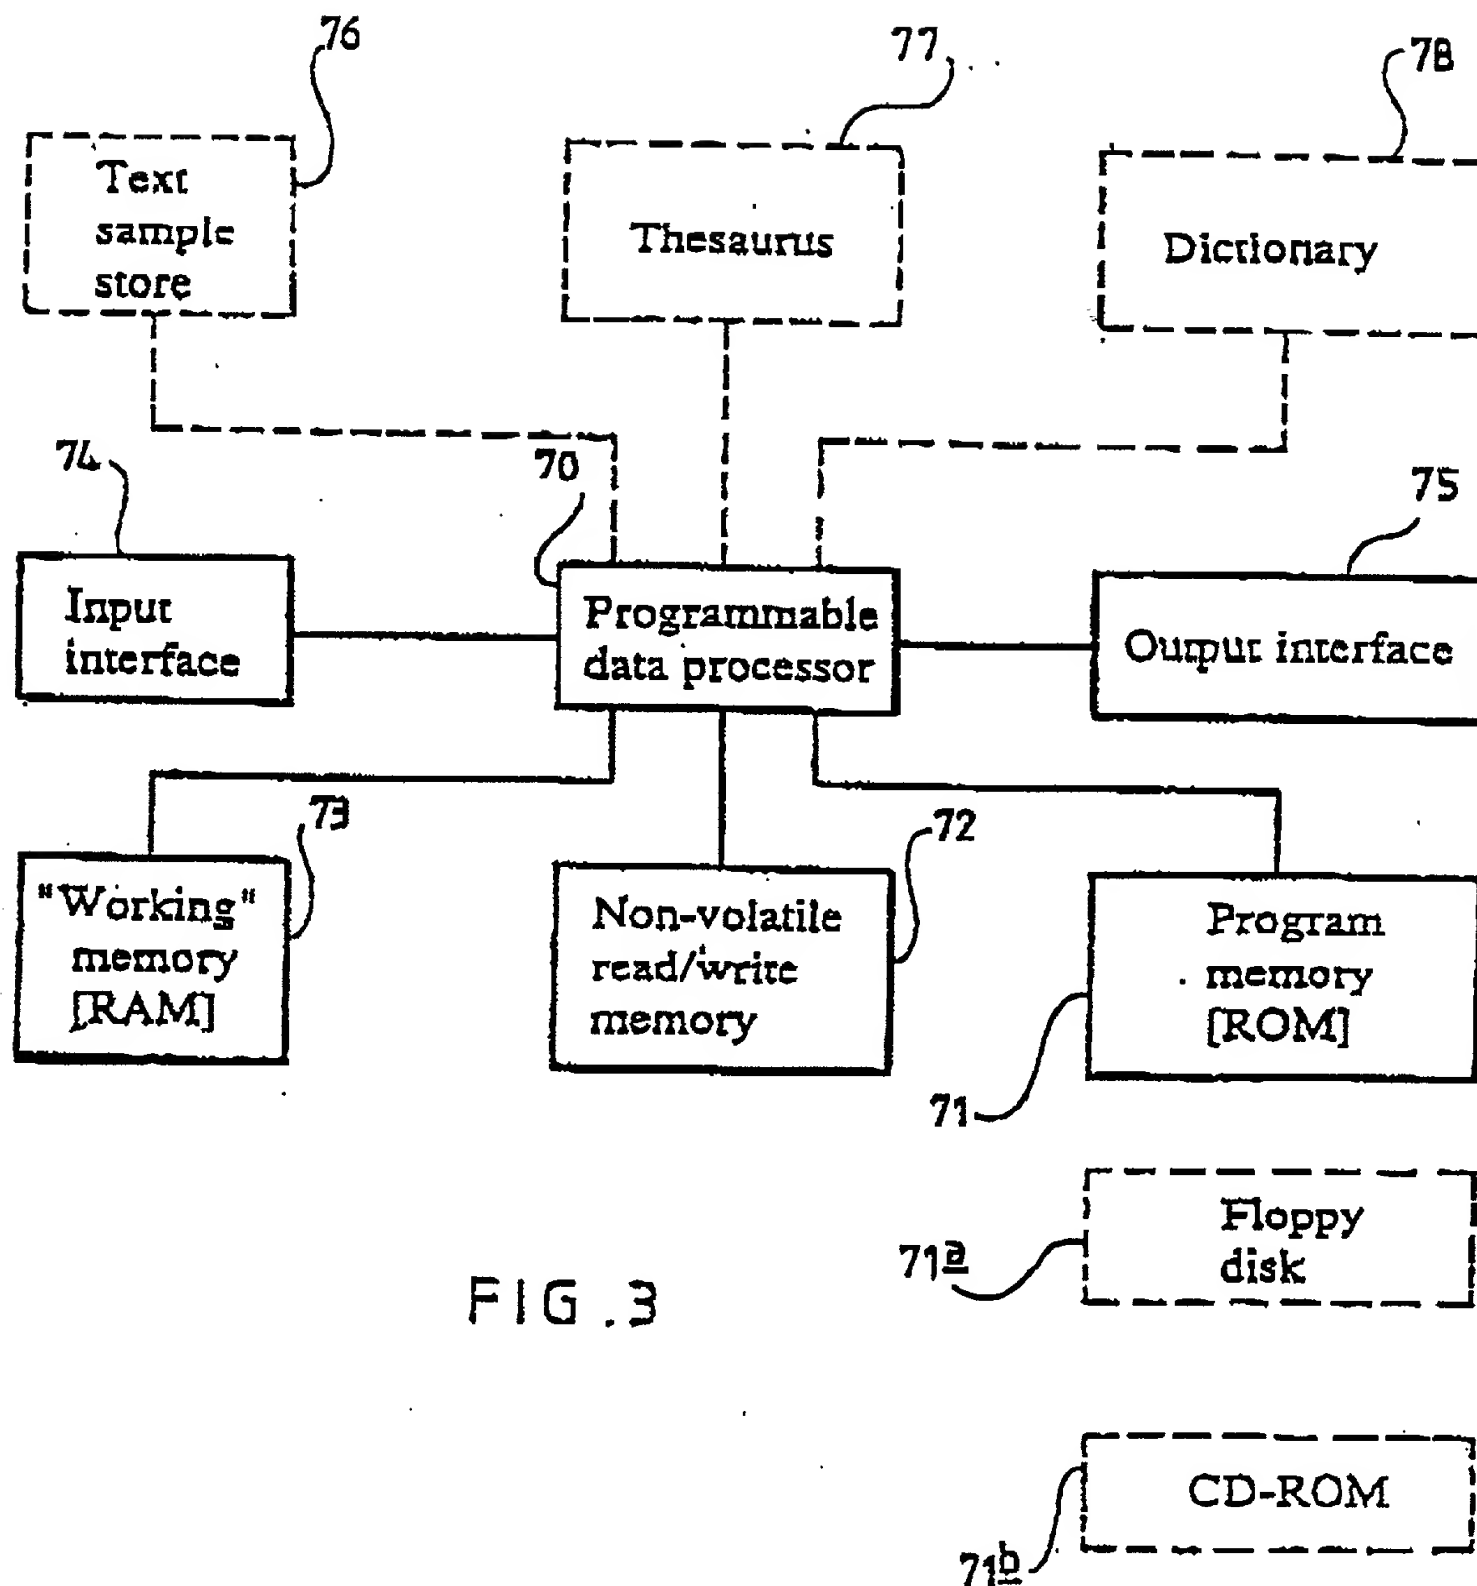 76
77
78
Text
sample
store
Thesaurus
Dictionary
74
70
75
Input
interface
Programmable
data processor
Output interface
73
72
"Working"
memory
[RAM]
Non-volatile
read/write
memory
Program
memory
[ROM]
71
Floppy
disk
71a
FIG.3
CD-ROM
71b